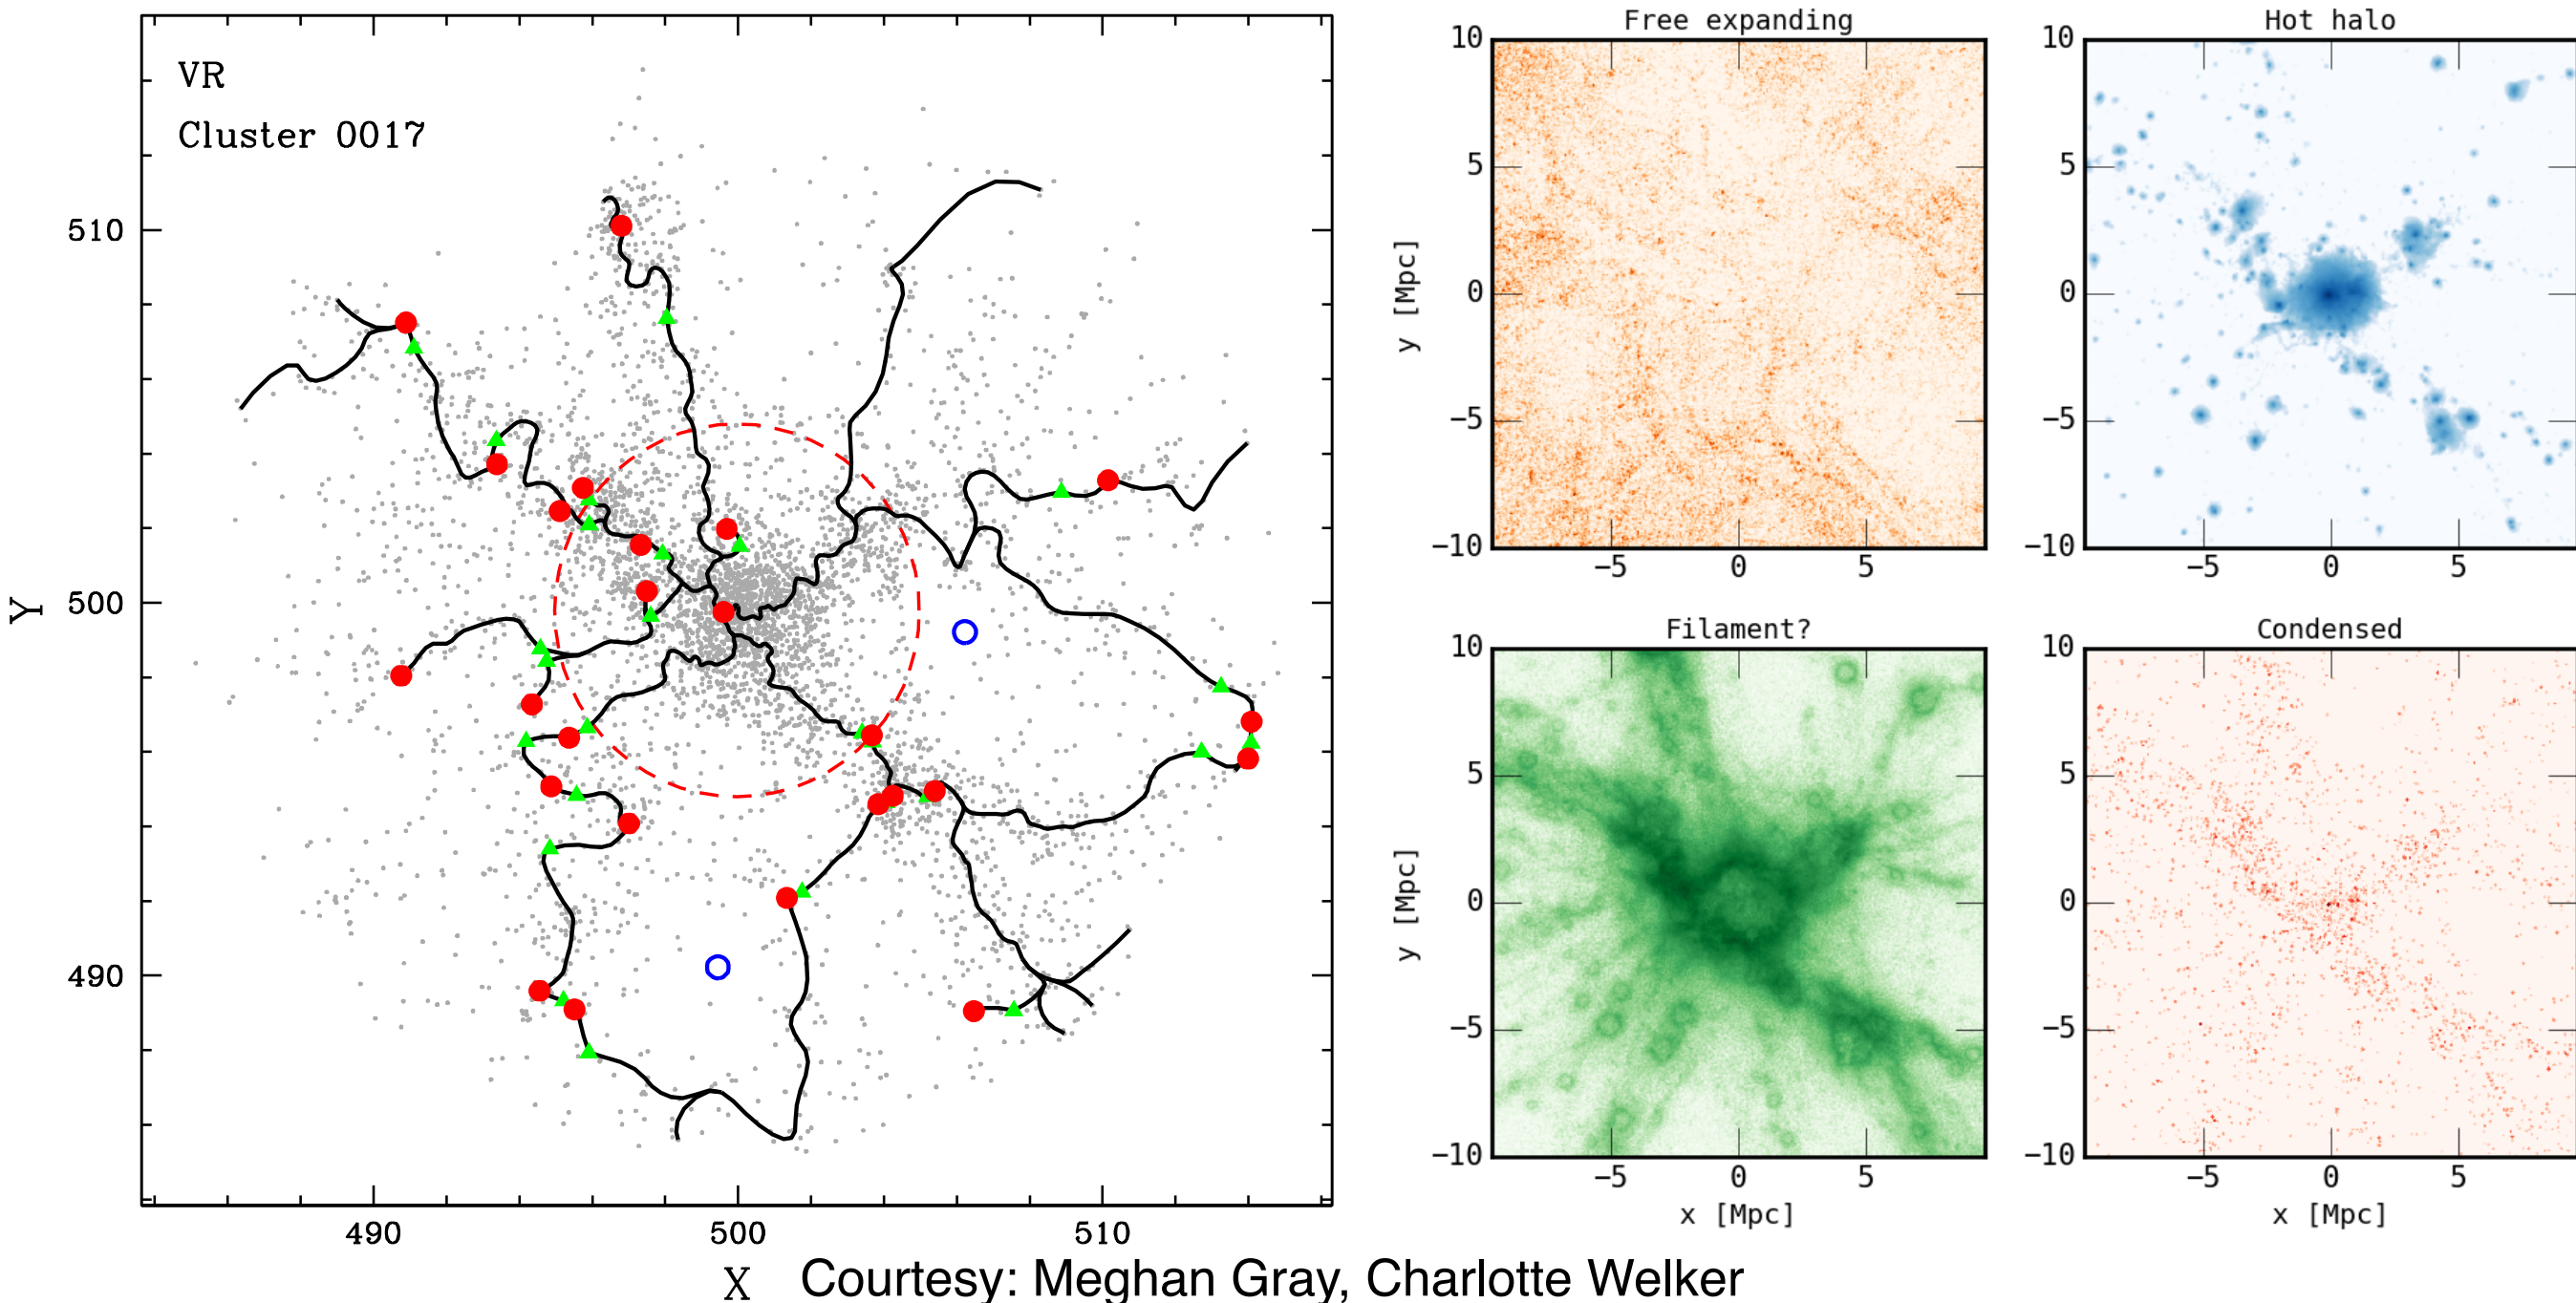 VR
Cluster 0017
510
500
490
Y
490
500
510
X
Free expanding
10
5
0
−5
−10
y [Mpc]
−5
0
5
Hot halo
10
5
0
−5
−10
−5
0
5
Filament?
10
5
0
−5
−10
y [Mpc]
−5
0
5
x [Mpc]
Condensed
10
5
0
−5
−10
−5
0
5
x [Mpc]
Courtesy: Meghan Gray, Charlotte Welker